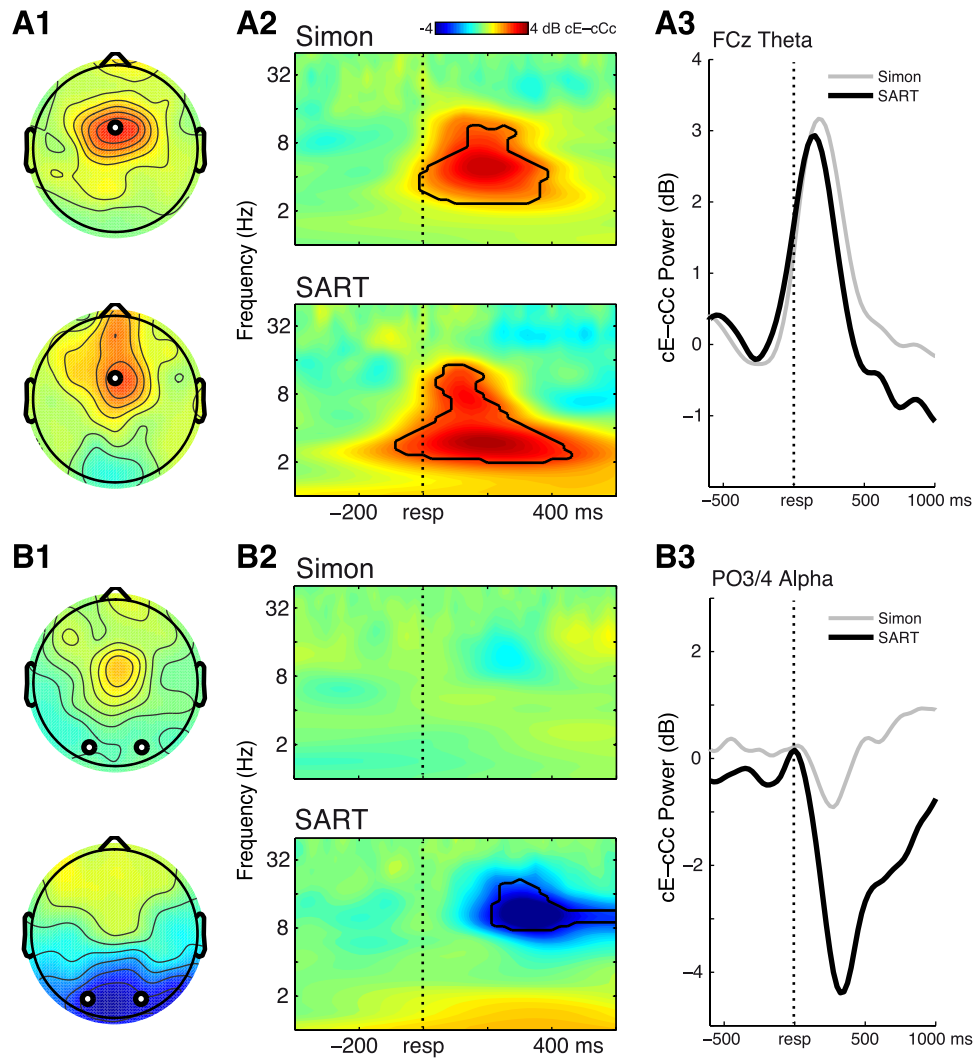 A1
A2
Simon
-4
4 dB cE–cCc
32
8
2
SART
32
8
2
Frequency (Hz)
−200
resp
400 ms
A3
FCz Theta
Simon
SART
4
3
2
1
0
−1
cE–cCc Power (dB)
−500
resp
500
1000 ms
B1
B2
Simon
32
8
2
SART
32
8
2
Frequency (Hz)
−200
resp
400 ms
B3
PO3/4 Alpha
Simon
SART
2
0
−2
−4
cE–cCc Power (dB)
−500
resp
500
1000 ms